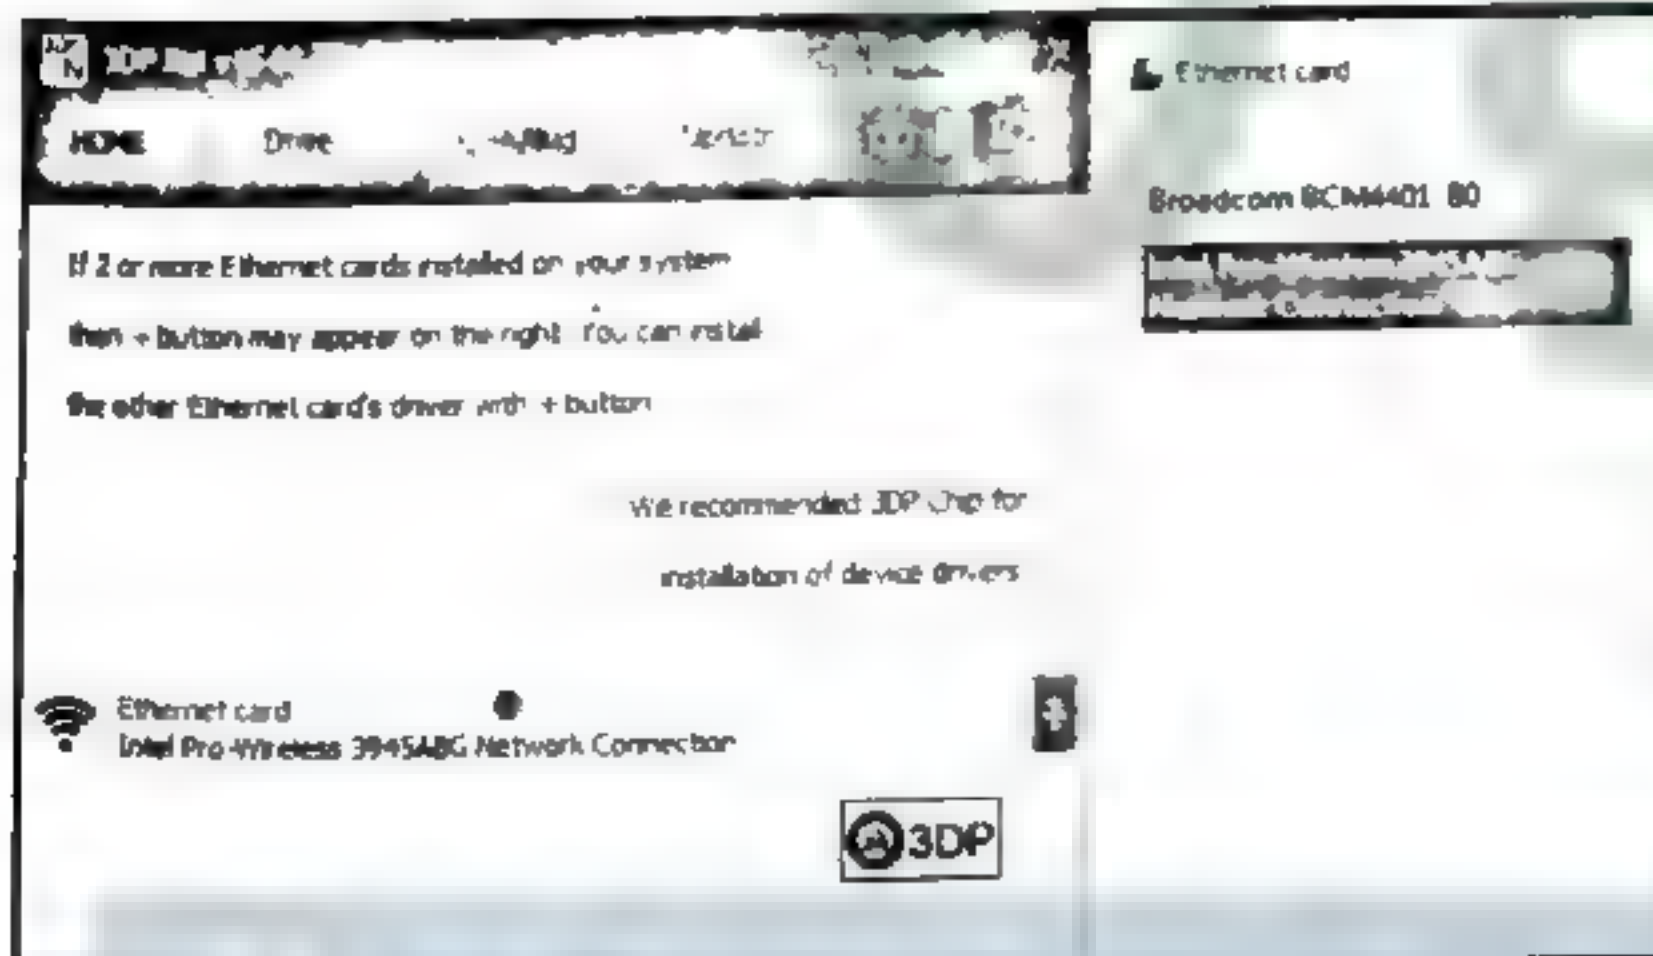 3DP
HOME
If 2 or more Ethernet cards installed on your system
then + button may appear on the right. You can install
the other Ethernet card's driver with + button
We recommended 3DP Chip for
installation of device drivers
Ethernet card
Intel Pro-Wireless 3945ABG Network Connection
3DP
Ethernet card
Broadcom BCM4401 B0